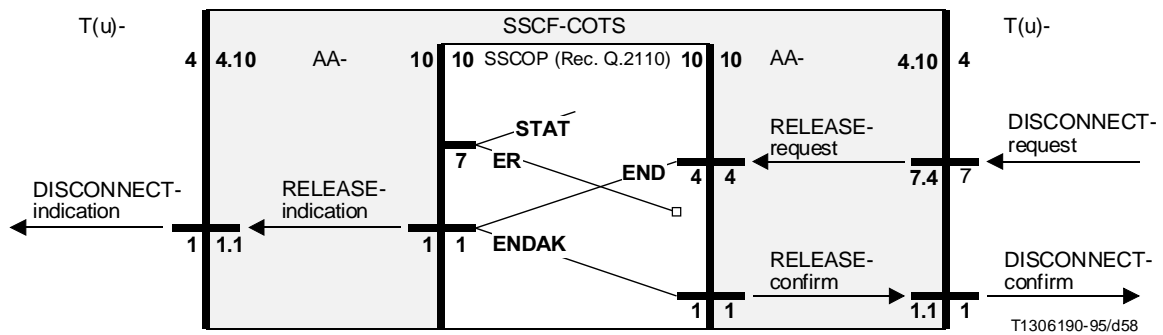 T(u)- SSCF-COTS T(u)-
4 4.10 AA- 10 10 SSCOP (Rec. Q.2110) 10 10 AA- 4.10 4
STAT
RELEASE-
request
DISCONNECT-
request
7 ER
END
4 4 7.4 7
DISCONNECT-
indication
RELEASE-
indication
1 1.1 1 1
ENDAK
RELEASE-
confirm
DISCONNECT-
confirm
1 1 1.1 1
T1306190-95/d58